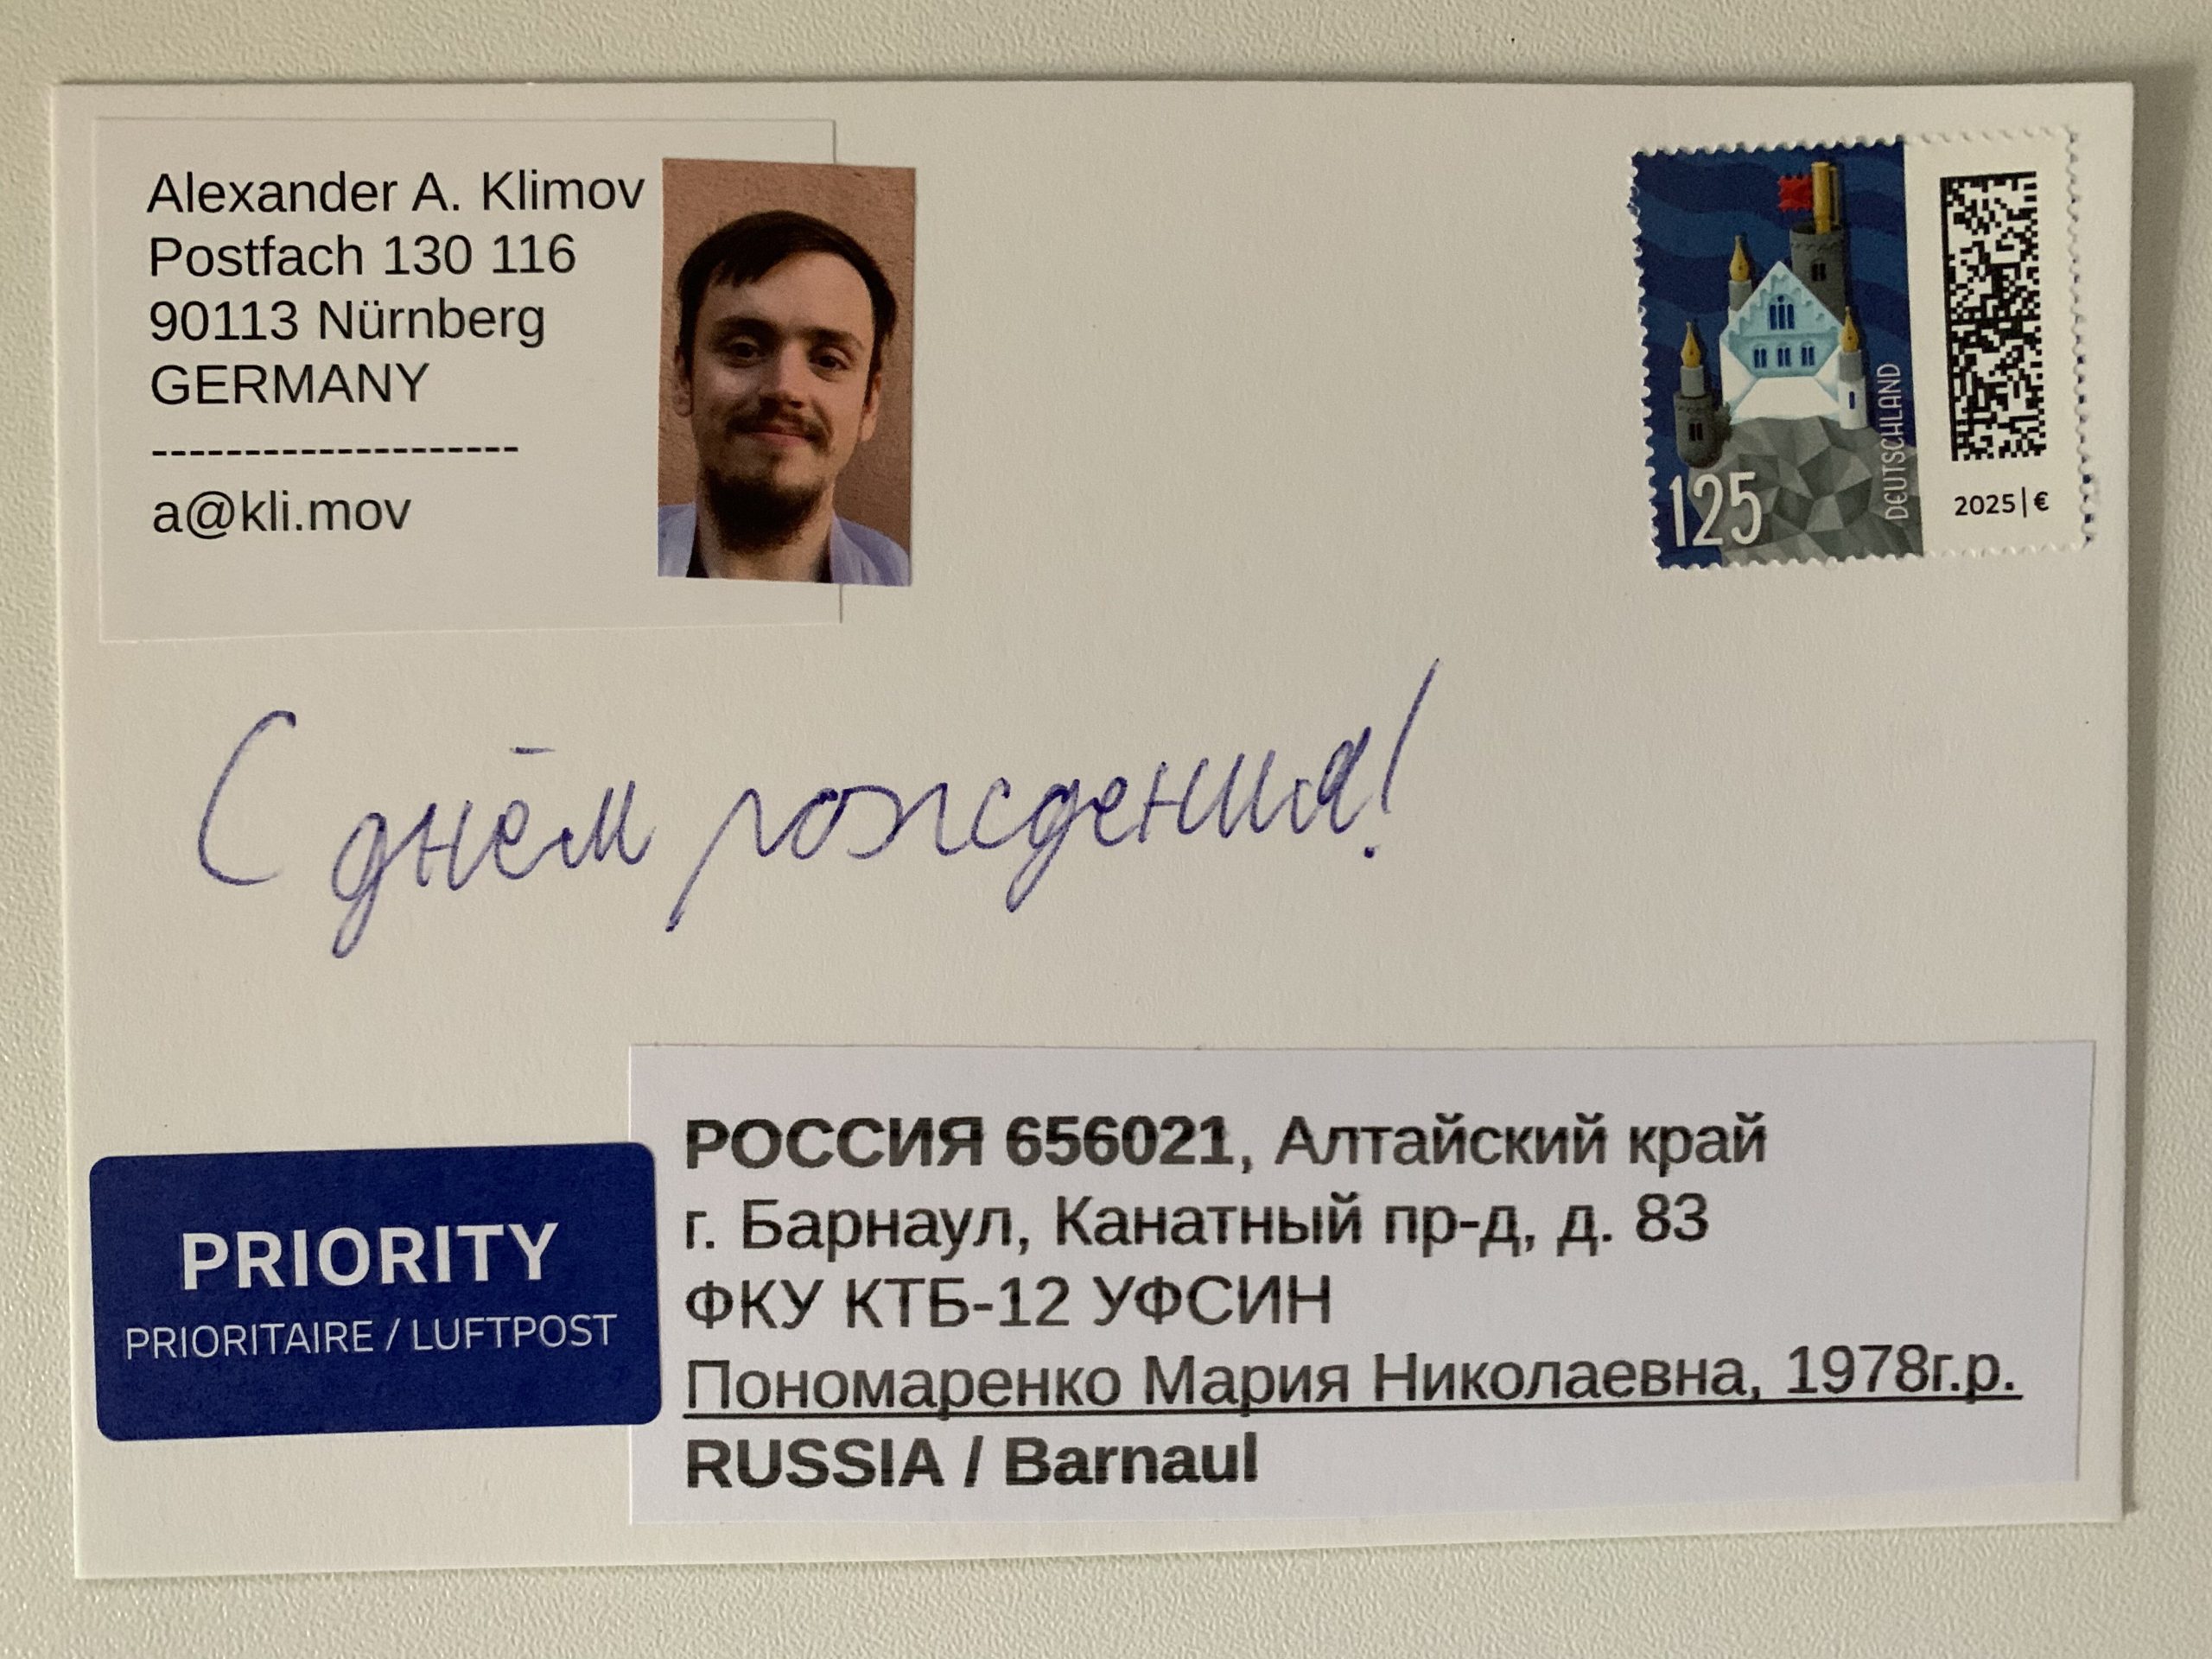 Alexander A. Klimov
Postfach 130 116
90113 Nürnberg
GERMANY
--------------------
a@kli.mov
125
DEUTSCHLAND
2025|€
С днём рождения!
PRIORITY
PRIORITAIRE / LUFTPOST
РОССИЯ 656021, Алтайский край
г. Барнаул, Канатный пр-д, д. 83
ФКУ КТБ-12 УФСИН
Пономаренко Мария Николаевна, 1978г.р.
RUSSIA / Barnaul